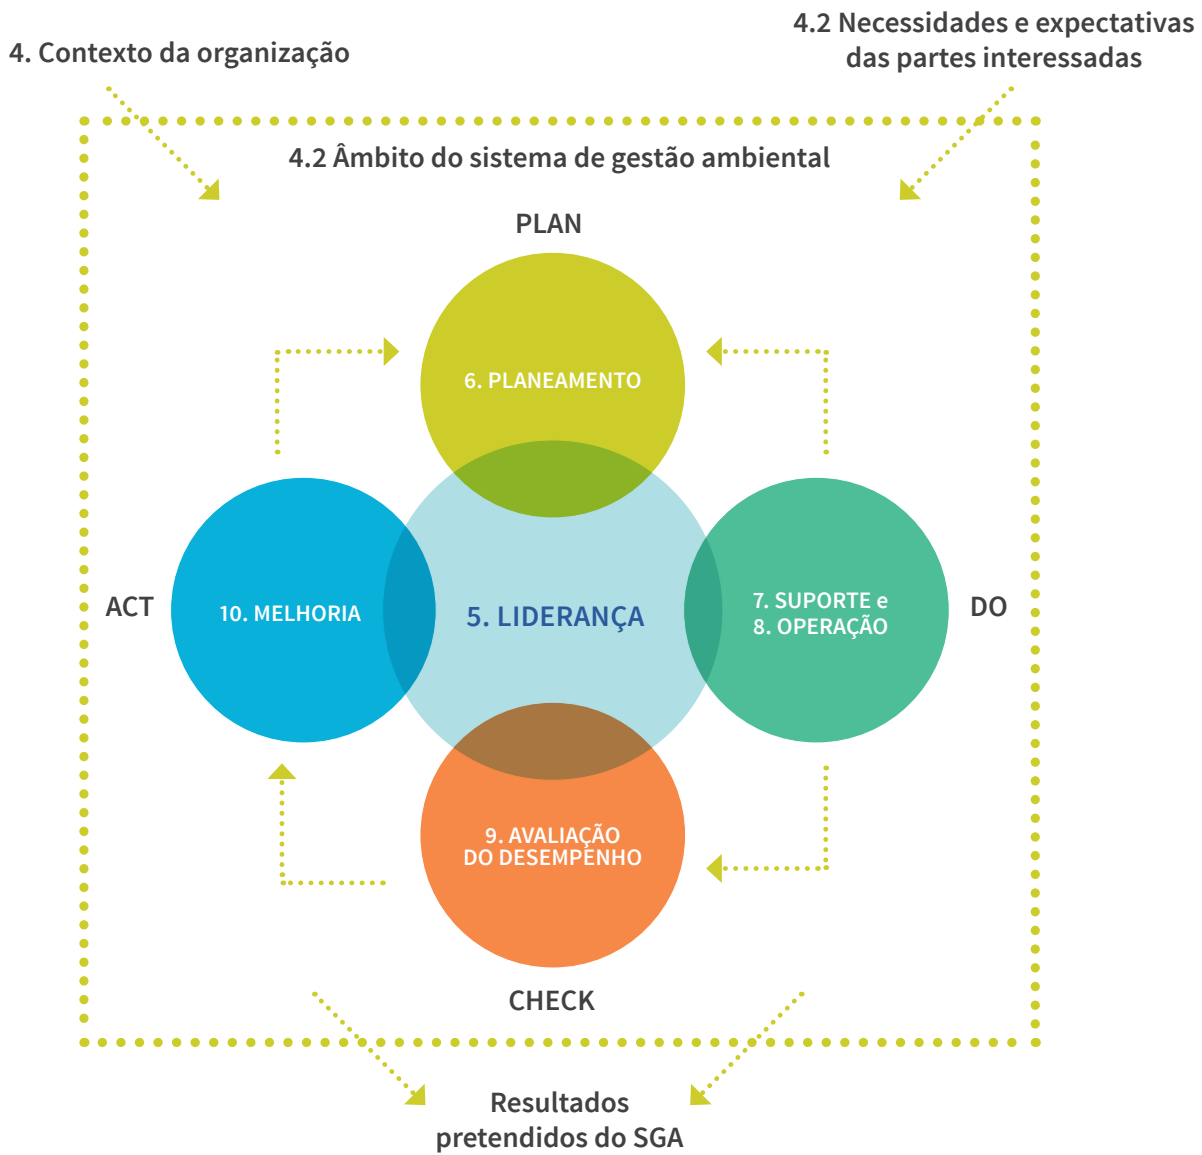 4. Contexto da organização
4.2 Necessidades e expectativas
das partes interessadas
4.2 Âmbito do sistema de gestão ambiental
PLAN
6. PLANEAMENTO
ACT
10. MELHORIA
5. LIDERANÇA
7. SUPORTE e
8. OPERAÇÃO
DO
9. AVALIAÇÃO
DO DESEMPENHO
CHECK
Resultados
pretendidos do SGA